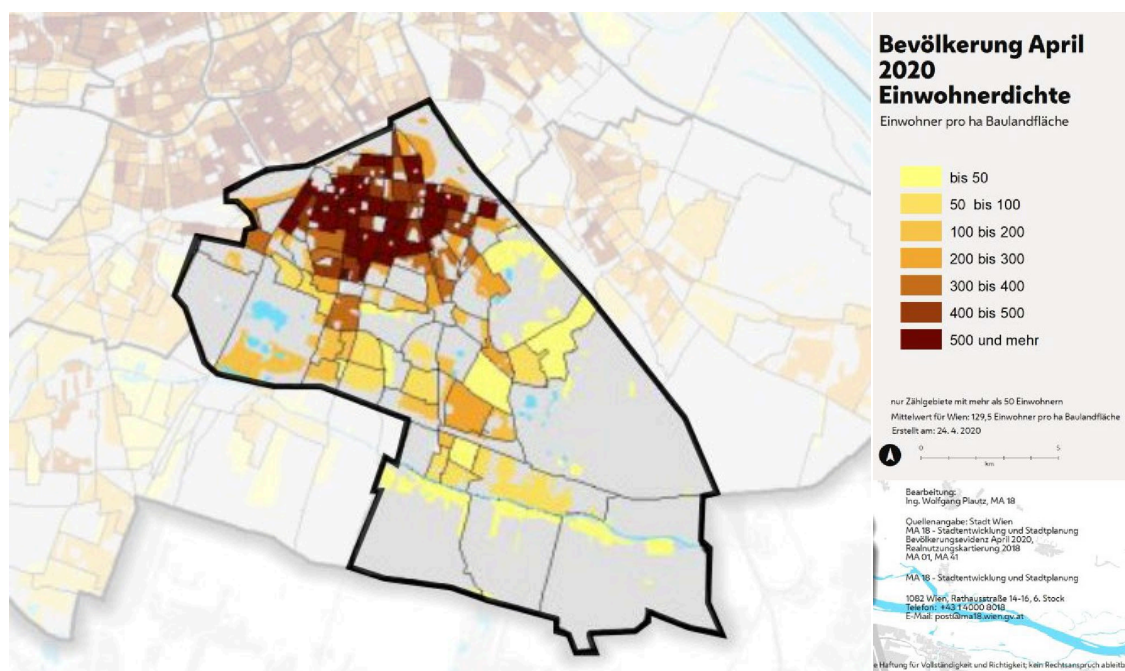 Bevölkerung April
2020
Einwohnerdichte
Einwohner pro ha Baulandfläche
bis 50
50 bis 100
100 bis 200
200 bis 300
300 bis 400
400 bis 500
500 und mehr
nur Zählgebiete mit mehr als 50 Einwohnern
Mittelwert für Wien: 129,5 Einwohner pro ha Baulandfläche
Erstellt am: 24. 4. 2020
0 5
km
Bearbeitung:
Ing. Wolfgang Plautz, MA 18
Quellenangabe: Stadt Wien
MA 18 - Stadtentwicklung und Stadtplanung
Bevölkerungsevidenz April 2020,
Realnutzungskartierung 2018
MA 01, MA 41
MA 18 - Stadtentwicklung und Stadtplanung
1082 Wien, Rathausstraße 14-16, 6. Stock
Telefon: +43 1 4000 8018
E-Mail: post@ma18.wien.gv.at
e Haftung für Vollständigkeit und Richtigkeit; kein Rechtsanspruch ableitb